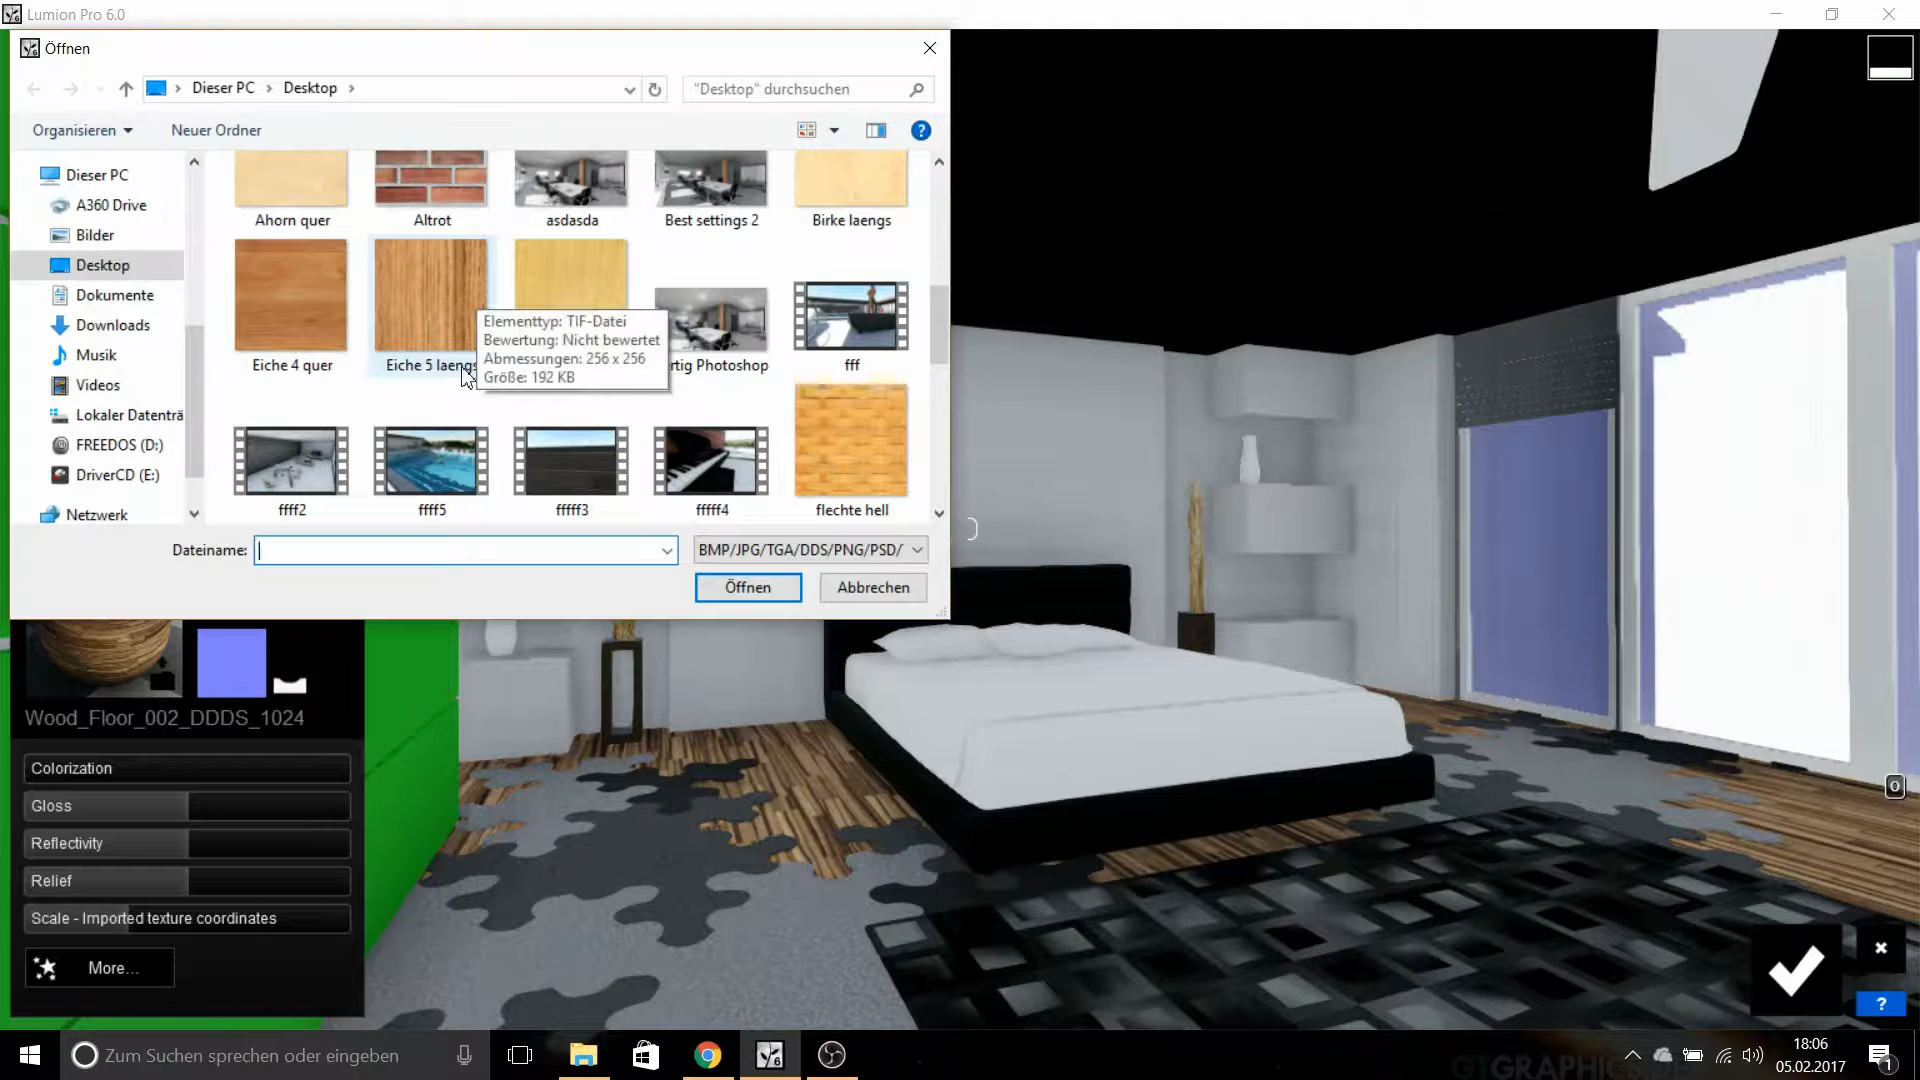 Lumion Pro 6.0
Öffnen
Dieser PC
Desktop
"Desktop" durchsuchen
Organisieren
Neuer Ordner
?
Dieser PC
A360 Drive
Bilder
Desktop
Dokumente
Downloads
Musik
Videos
Lokaler Datenträ
FREEDOS (D:)
DriverCD (E:)
Netzwerk
Ahorn quer
Altrot
asdasda
Best settings 2
Birke laengs
Eiche 4 quer
Eiche 5 laengs
rtig Photoshop
fff
Elementtyp: TIF-Datei
Bewertung: Nicht bewertet
Abmessungen: 256 x 256
Größe: 192 KB
ffff2
ffff5
fffff3
fffff4
flechte hell
Dateiname:
BMP/JPG/TGA/DDS/PNG/PSD/
Öffnen
Abbrechen
Wood_Floor_002_DDDS_1024
Colorization
Gloss
Reflectivity
Relief
Scale - Imported texture coordinates
More...
O
?
Zum Suchen sprechen oder eingeben
6
18:06
05.02.2017
1